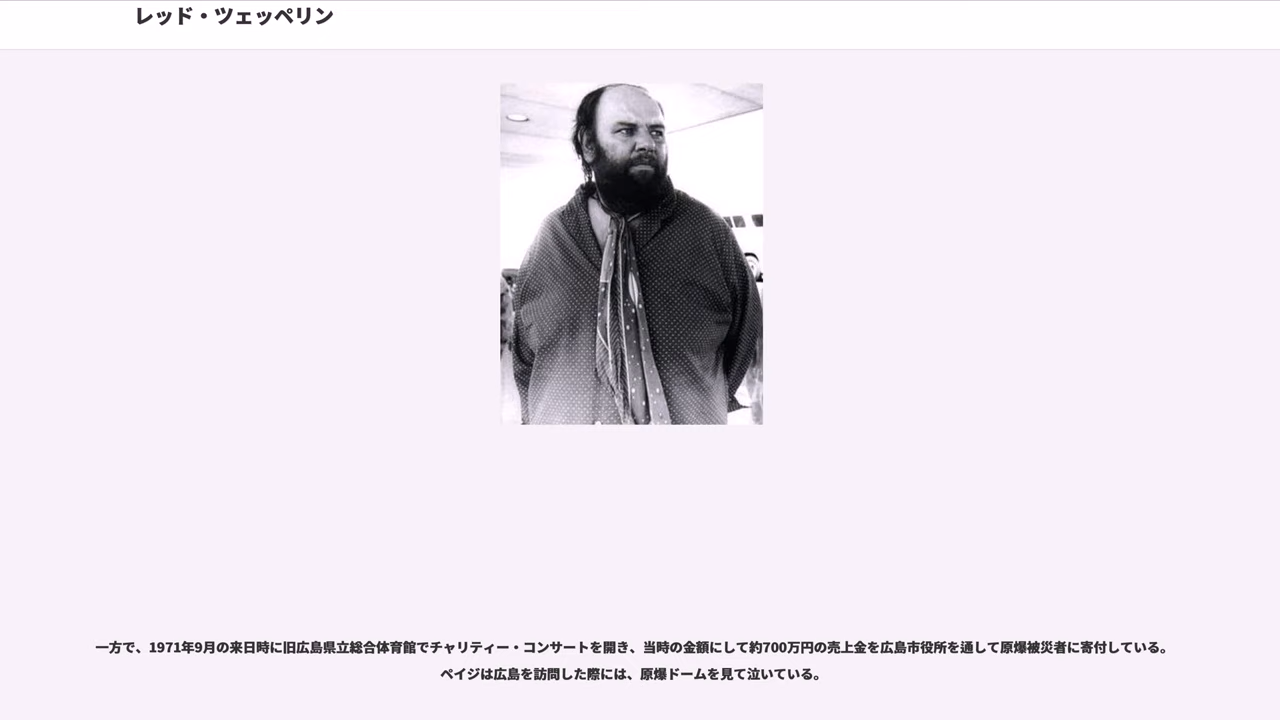 レッド・ツェッペリン
一方で、1971年9月の来日時に旧広島県立総合体育館でチャリティー・コンサートを開き、当時の金額にして約700万円の売上金を広島市役所を通して原爆被災者に寄付している。
ペイジは広島を訪問した際には、原爆ドームを見て泣いている。